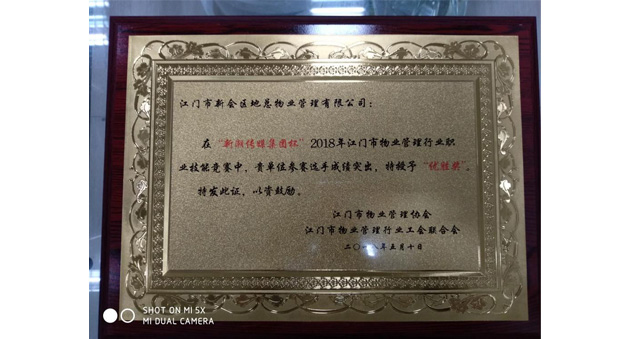 江门市新会区地恩物业管理有限公司：
在“新湘传媒集团杯”2018年江门市物业管理行业职
业技能竞赛中，贵单位参赛选手成绩突出，特授予“优胜奖”。
特发此证，以资鼓励。
江门市物业管理协会
江门市物业管理行业工会联合会
二〇一八年五月十日
SHOT ON MI 5X
MI DUAL CAMERA